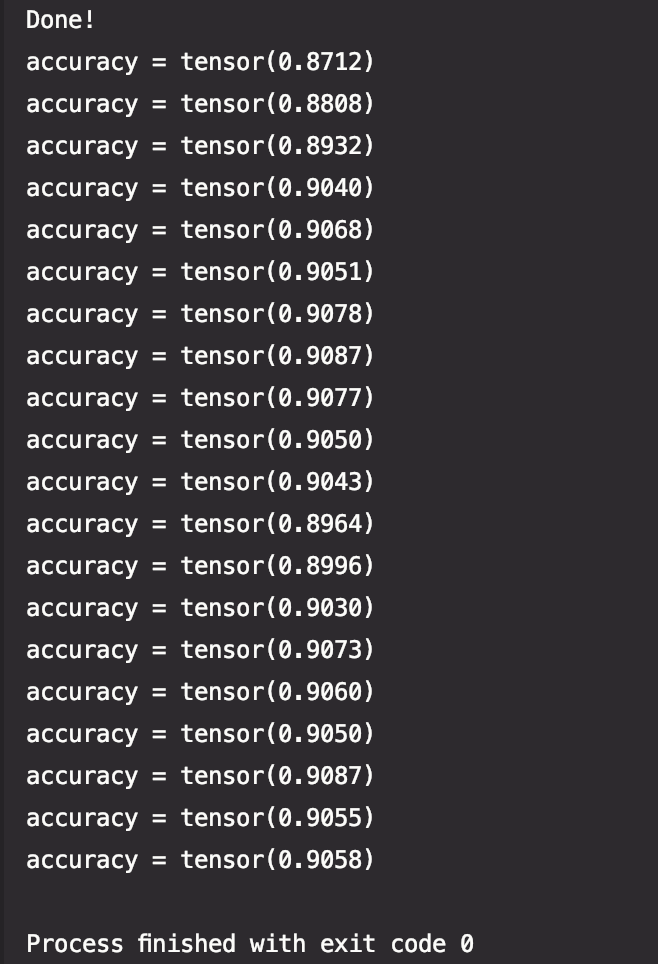 Done!
accuracy = tensor(0.8712)
accuracy = tensor(0.8808)
accuracy = tensor(0.8932)
accuracy = tensor(0.9040)
accuracy = tensor(0.9068)
accuracy = tensor(0.9051)
accuracy = tensor(0.9078)
accuracy = tensor(0.9087)
accuracy = tensor(0.9077)
accuracy = tensor(0.9050)
accuracy = tensor(0.9043)
accuracy = tensor(0.8964)
accuracy = tensor(0.8996)
accuracy = tensor(0.9030)
accuracy = tensor(0.9073)
accuracy = tensor(0.9060)
accuracy = tensor(0.9050)
accuracy = tensor(0.9087)
accuracy = tensor(0.9055)
accuracy = tensor(0.9058)
Process finished with exit code 0